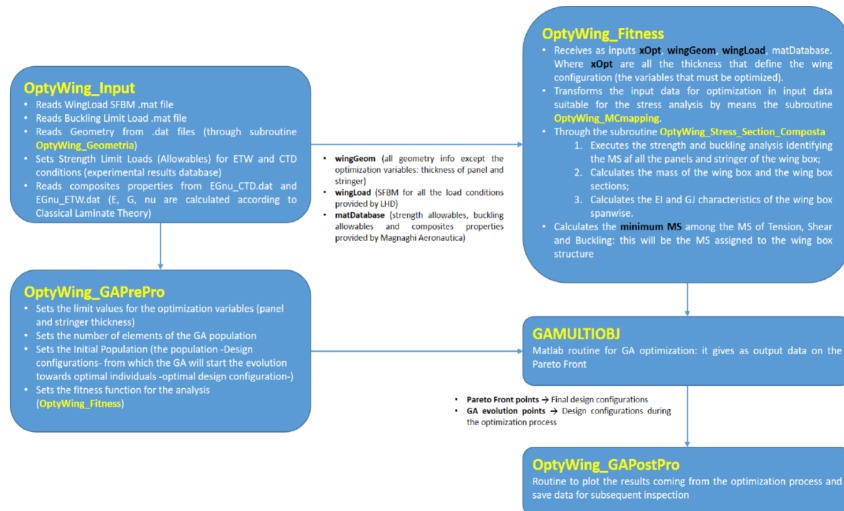 OptyWing_Input
• Reads WingLoad SFBM .mat file
• Reads Buckling Limit Load .mat file
• Reads Geometry from .dat files (through subroutine
OptyWing_Geometria)
• Sets Strength Limit Loads (Allowables) for ETW and CTD
conditions (experimental results database)
• Reads composites properties from EGnu_CTD.dat and
EGnu_ETW.dat (E, G, nu are calculated according to
Classical Laminate Theory)
• wingGeom (all geometry info except the
optimization variables: thickness of panel and
stringer)
• wingLoad (SFBM for all the load conditions
provided by LHD)
• matDatabase (strength allowables, buckling
allowables and composites properties
provided by Magnaghi Aeronautica)
OptyWing_Fitness
• Receives as inputs xOpt, wingGeom, wingLoad, matDatabase.
Where xOpt are all the thickness that define the wing
configuration (the variables that must be optimized).
• Transforms the input data for optimization in input data
suitable for the stress analysis by means the subroutine
OptyWing_MCmapping.
• Through the subroutine OptyWing_Stress_Section_Composta
1. Executes the strength and buckling analysis identifying
the MS af all the panels and stringer of the wing box;
2. Calculates the mass of the wing box and the wing box
sections;
3. Calculates the EI and GJ characteristics of the wing box
spanwise.
• Calculates the minimum MS among the MS of Tension, Shear
and Buckling: this will be the MS assigned to the wing box
structure
OptyWing_GAPrePro
• Sets the limit values for the optimization variables (panel
and stringer thickness)
• Sets the number of elements of the GA population
• Sets the Initial Population (the population -Design
configurations- from which the GA will start the evolution
towards optimal individuals -optimal design configuration-)
• Sets the fitness function for the analysis
(OptyWing_Fitness)
GAMULTIOBJ
Matlab routine for GA optimization: it gives as output data on the
Pareto Front
• Pareto Front points → Final design configurations
• GA evolution points → Design configurations during
the optimization process
OptyWing_GAPostPro
Routine to plot the results coming from the optimization process and
save data for subsequent inspection